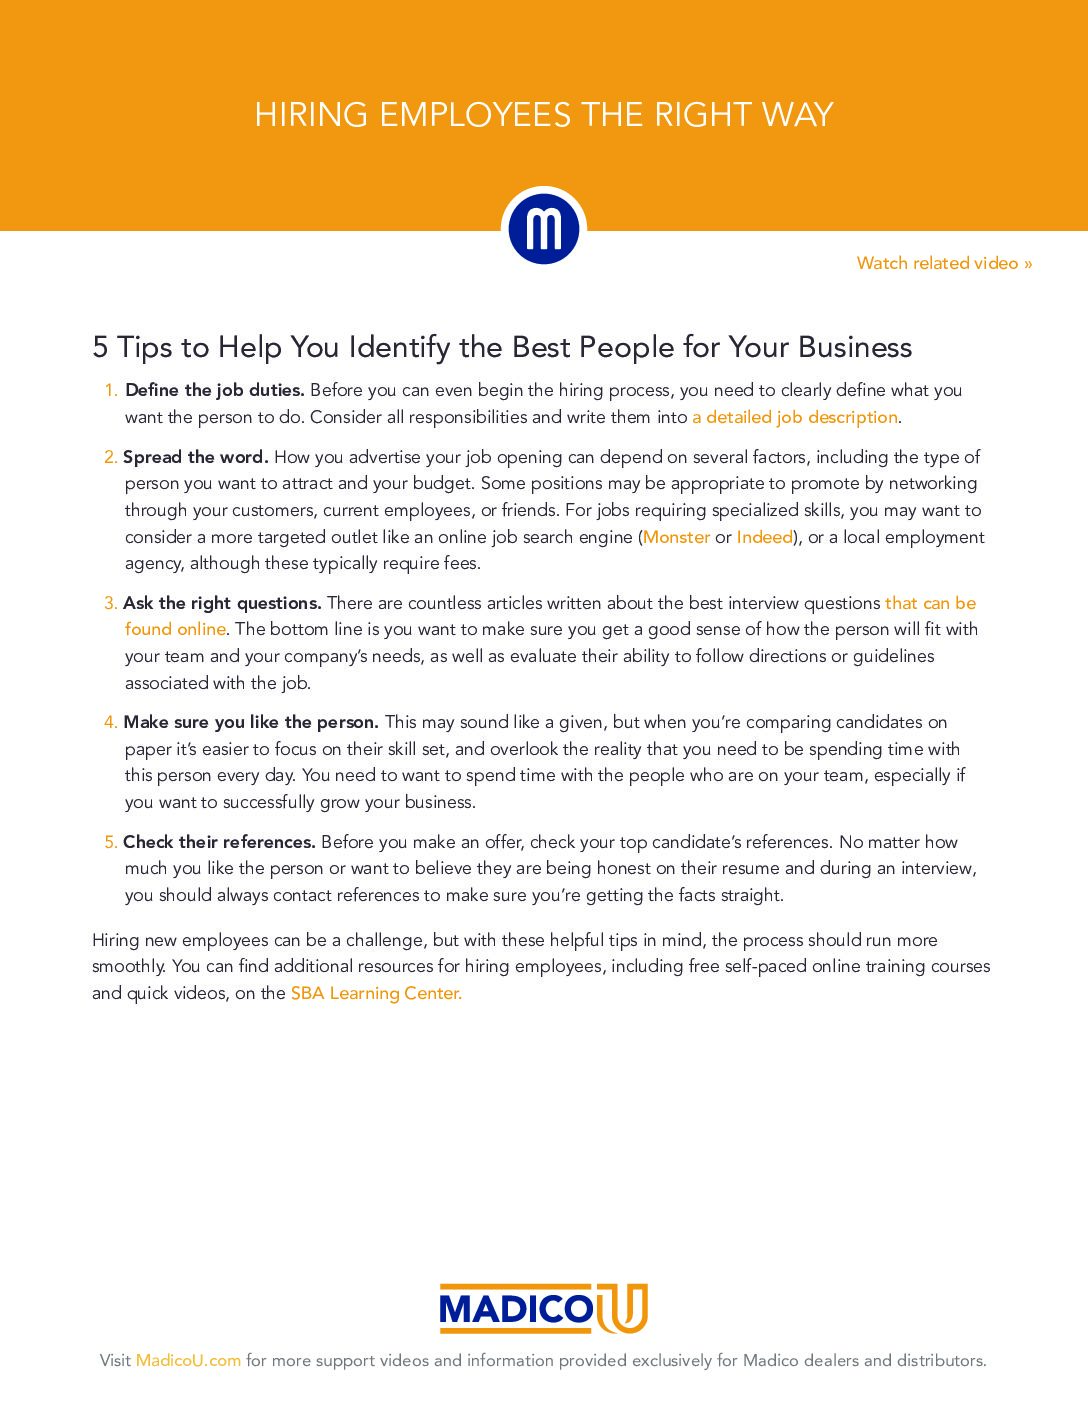 HIRING EMPLOYEES THE RIGHT WAY
m
Watch related video »
5 Tips to Help You Identify the Best People for Your Business
1. Define the job duties. Before you can even begin the hiring process, you need to clearly define what you
want the person to do. Consider all responsibilities and write them into a detailed job description.
2. Spread the word. How you advertise your job opening can depend on several factors, including the type of
person you want to attract and your budget. Some positions may be appropriate to promote by networking
through your customers, current employees, or friends. For jobs requiring specialized skills, you may want to
consider a more targeted outlet like an online job search engine (Monster or Indeed), or a local employment
agency, although these typically require fees.
3. Ask the right questions. There are countless articles written about the best interview questions that can be
found online. The bottom line is you want to make sure you get a good sense of how the person will fit with
your team and your company's needs, as well as evaluate their ability to follow directions or guidelines
associated with the job.
4. Make sure you like the person. This may sound like a given, but when you're comparing candidates on
paper it's easier to focus on their skill set, and overlook the reality that you need to be spending time with
this person every day. You need to want to spend time with the people who are on your team, especially if
you want to successfully grow your business.
5. Check their references. Before you make an offer, check your top candidate's references. No matter how
much you like the person or want to believe they are being honest on their resume and during an interview,
you should always contact references to make sure you're getting the facts straight.
Hiring new employees can be a challenge, but with these helpful tips in mind, the process should run more
smoothly. You can find additional resources for hiring employees, including free self-paced online training courses
and quick videos, on the SBA Learning Center.
MADICO U
Visit MadicoU.com for more support videos and information provided exclusively for Madico dealers and distributors.